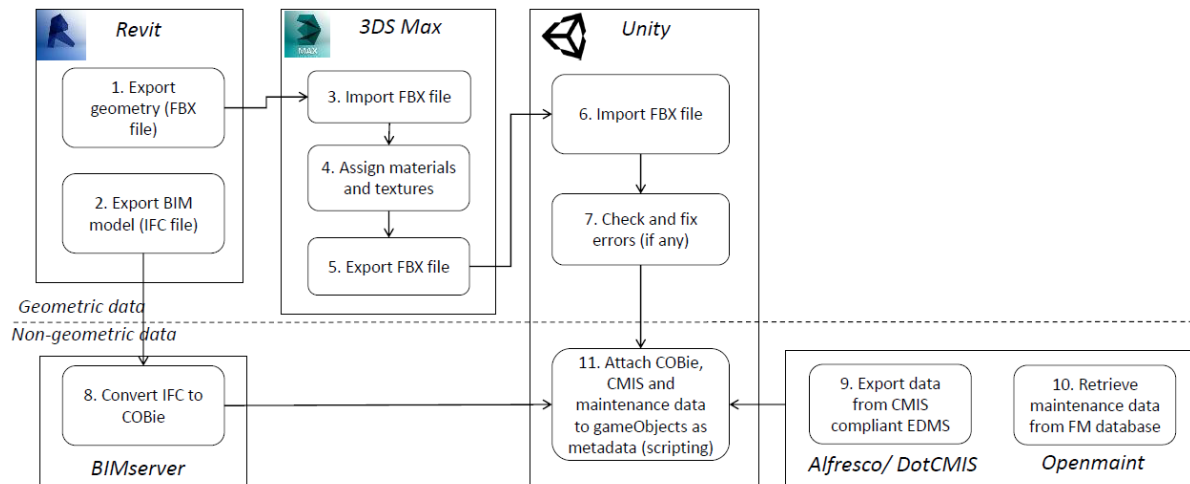 Revit
1. Export
geometry (FBX
file)
2. Export BIM
model (IFC file)
3DS Max
MAX
3. Import FBX file
4. Assign materials
and textures
5. Export FBX file
Unity
6. Import FBX file
7. Check and fix
errors (if any)
Geometric data
Non-geometric data
8. Convert IFC to
COBie
BIMserver
11. Attach COBie,
CMIS and
maintenance data
to gameObjects as
metadata (scripting)
9. Export data
from CMIS
compliant EDMS
Alfresco/ DotCMIS
10. Retrieve
maintenance data
from FM database
Openmaint